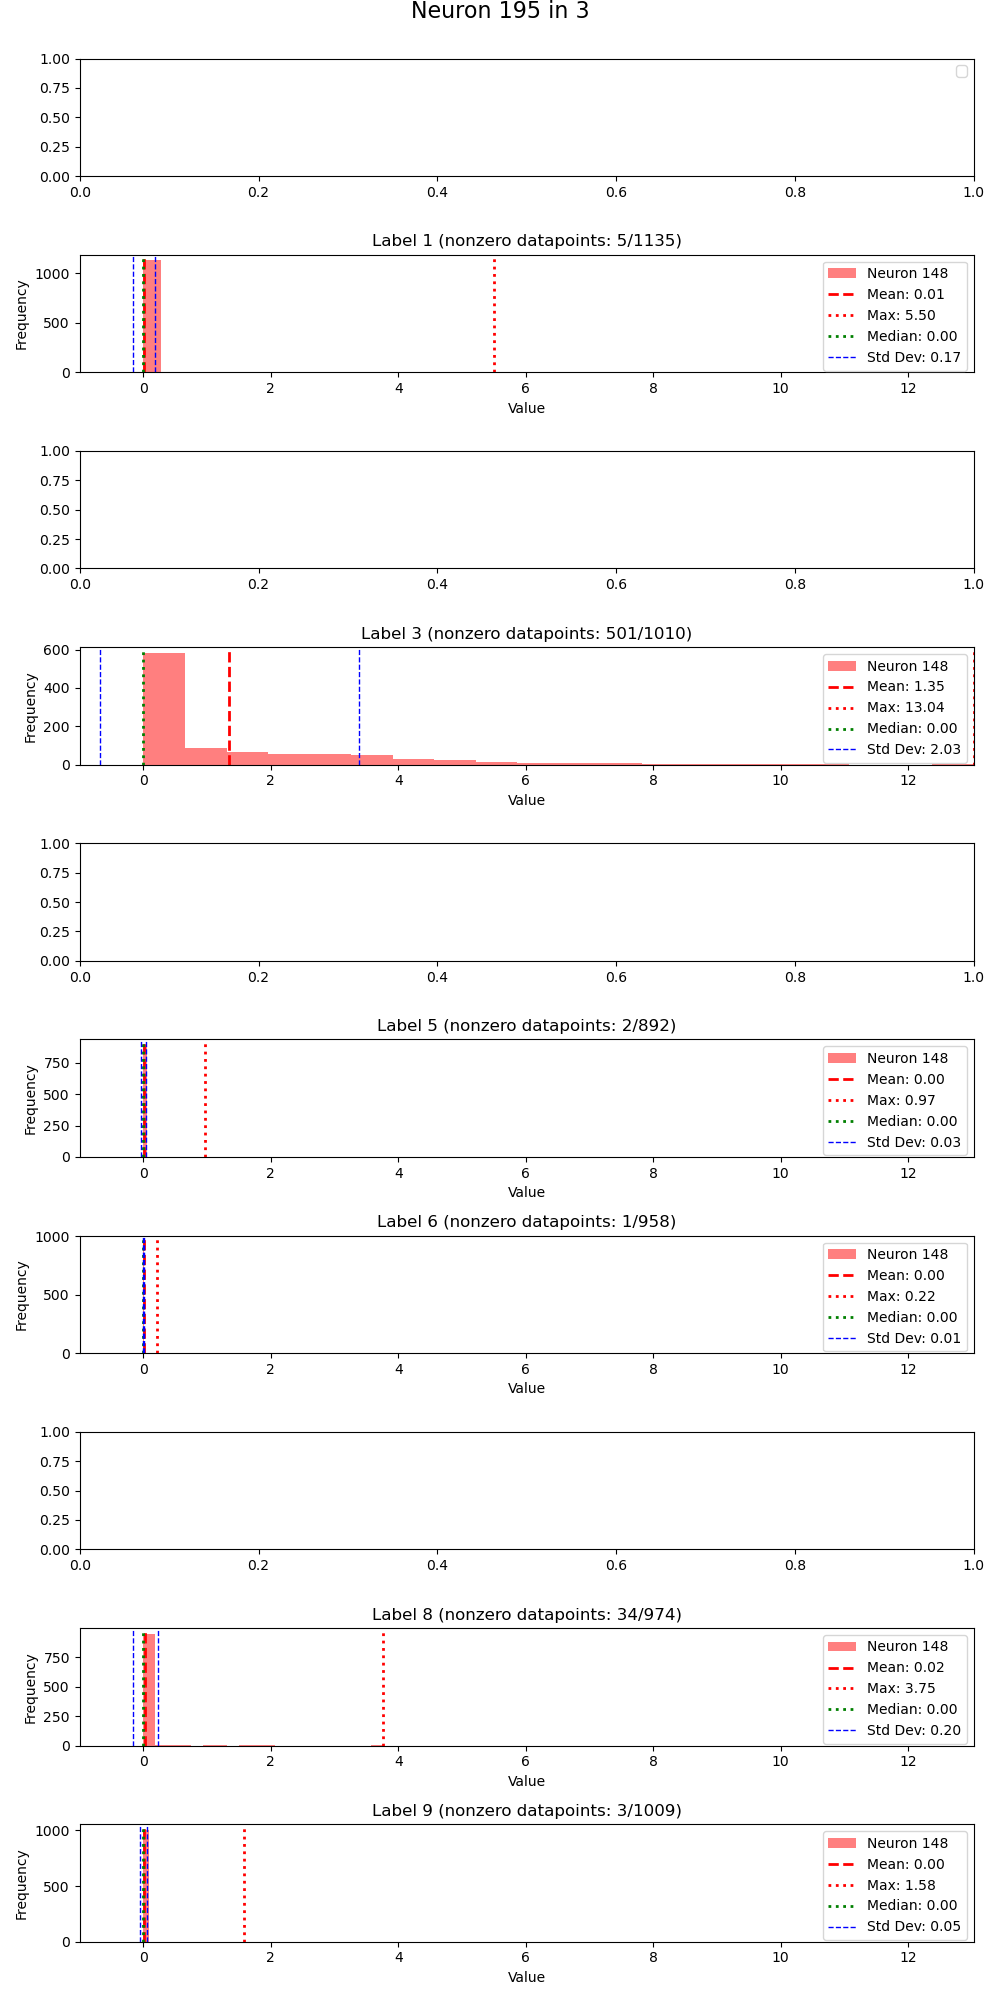 Neuron 195 in 3
1.00
0.75
0.50
0.25
0.00
0.0 0.2 0.4 0.6 0.8 1.0
Label 1 (nonzero datapoints: 5/1135)
Frequency
1000
500
0
Neuron 148
Mean: 0.01
Max: 5.50
Median: 0.00
Std Dev: 0.17
0 2 4 6 8 10 12
Value
1.00
0.75
0.50
0.25
0.00
0.0 0.2 0.4 0.6 0.8 1.0
Label 3 (nonzero datapoints: 501/1010)
Frequency
600
400
200
0
Neuron 148
Mean: 1.35
Max: 13.04
Median: 0.00
Std Dev: 2.03
0 2 4 6 8 10 12
Value
1.00
0.75
0.50
0.25
0.00
0.0 0.2 0.4 0.6 0.8 1.0
Label 5 (nonzero datapoints: 2/892)
Frequency
750
500
250
0
Neuron 148
Mean: 0.00
Max: 0.97
Median: 0.00
Std Dev: 0.03
0 2 4 6 8 10 12
Value
Label 6 (nonzero datapoints: 1/958)
Frequency
1000
500
0
Neuron 148
Mean: 0.00
Max: 0.22
Median: 0.00
Std Dev: 0.01
0 2 4 6 8 10 12
Value
1.00
0.75
0.50
0.25
0.00
0.0 0.2 0.4 0.6 0.8 1.0
Label 8 (nonzero datapoints: 34/974)
Frequency
750
500
250
0
Neuron 148
Mean: 0.02
Max: 3.75
Median: 0.00
Std Dev: 0.20
0 2 4 6 8 10 12
Value
Label 9 (nonzero datapoints: 3/1009)
Frequency
1000
500
0
Neuron 148
Mean: 0.00
Max: 1.58
Median: 0.00
Std Dev: 0.05
0 2 4 6 8 10 12
Value